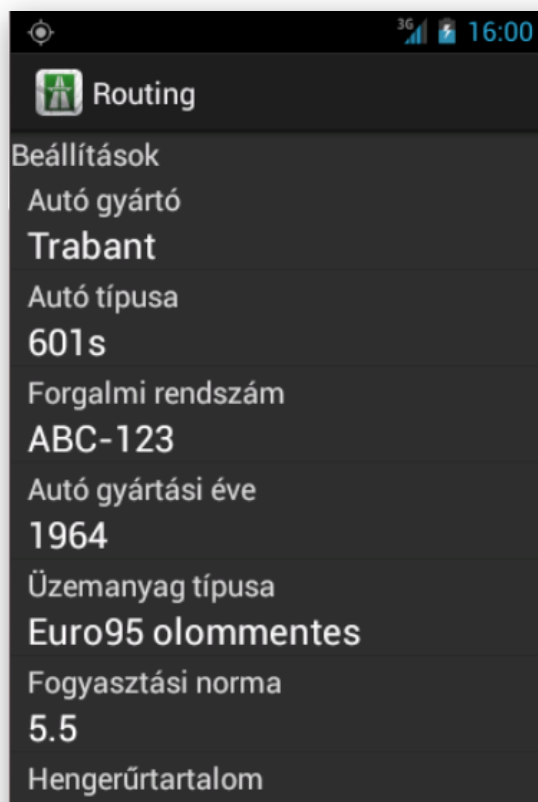 3G 16:00
Routing
Beállítások
Autó gyártó
Trabant
Autó típusa
601s
Forgalmi rendszám
ABC-123
Autó gyártási éve
1964
Üzemanyag típusa
Euro95 olommentes
Fogyasztási norma
5.5
Hengerűrtartalom